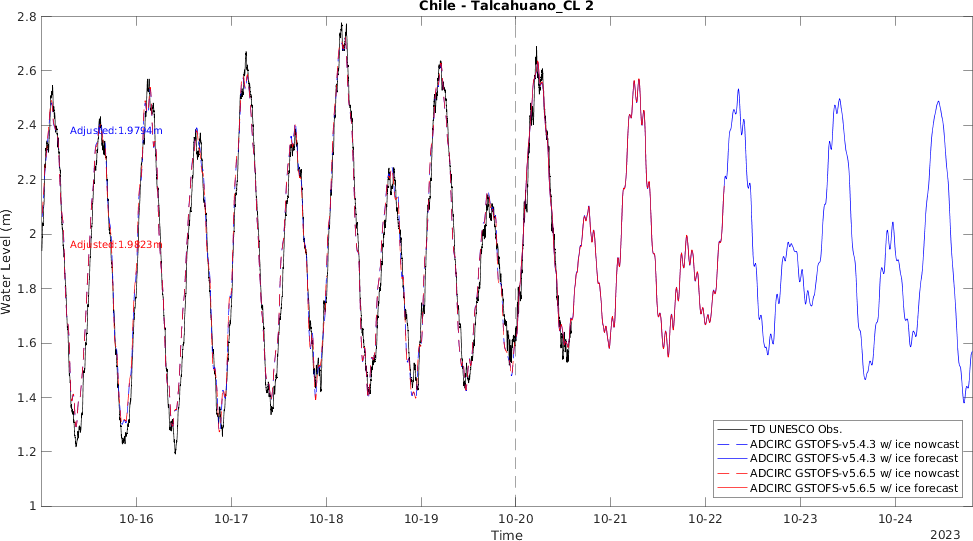 Chile - Talcahuano_CL 2
2.8
2.6
2.4
2.2
2
1.8
1.6
1.4
1.2
1
Water Level (m)
Adjusted:1.9794m
Adjusted:1.9823m
TD UNESCO Obs.
ADCIRC GSTOFS-v5.4.3 w/ ice nowcast
ADCIRC GSTOFS-v5.4.3 w/ ice forecast
ADCIRC GSTOFS-v5.6.5 w/ ice nowcast
ADCIRC GSTOFS-v5.6.5 w/ ice forecast
10-16 10-17 10-18 10-19 10-20 10-21 10-22 10-23 10-24
Time
2023